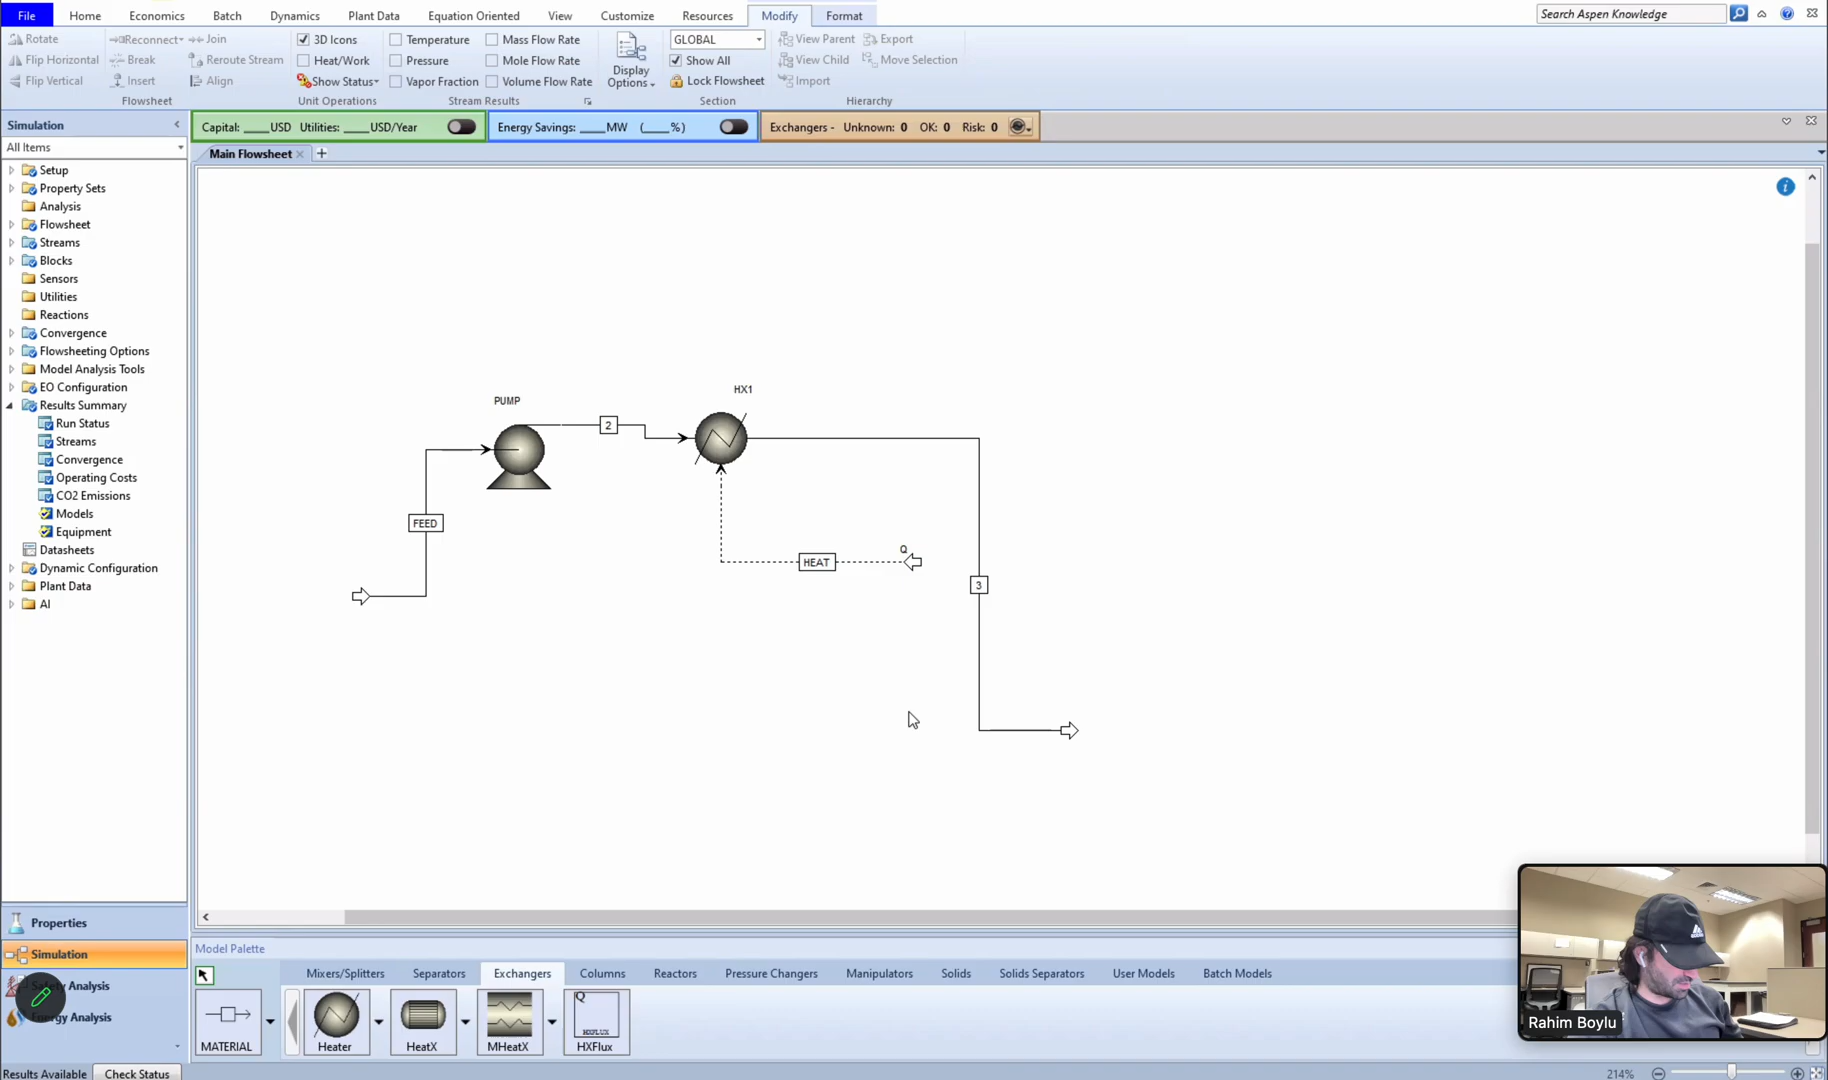 File Home Economics Batch Dynamics Plant Data Equation Oriented View Customize Resources Modify Format Search Aspen Knowledge
Rotate Reconnect Join 3D Icons Temperature Mass Flow Rate GLOBAL View Parent Export
Flip Horizontal Break Reroute Stream Heat/Work Pressure Mole Flow Rate Display Options Show All View Child Move Selection
Flip Vertical Insert Align Show Status Vapor Fraction Volume Flow Rate Lock Flowsheet Import
Flowsheet Unit Operations Stream Results Section Hierarchy
Simulation Capital: ____USD Utilities: ____USD/Year Energy Savings: ____MW (____%) Exchangers - Unknown: 0 OK: 0 Risk: 0
All Items Main Flowsheet
Setup
Property Sets
Analysis
Flowsheet
Streams
Blocks
Sensors
Utilities
Reactions
Convergence
Flowsheeting Options
Model Analysis Tools
EO Configuration
Results Summary
Run Status
Streams
Convergence
Operating Costs
CO2 Emissions
Models
Equipment
Datasheets
Dynamic Configuration
Plant Data
AI
HX1
PUMP
2
FEED
Q
HEAT
3
Properties
Simulation
Safety Analysis
Energy Analysis
Model Palette
Mixers/Splitters Separators Exchangers Columns Reactors Pressure Changers Manipulators Solids Solids Separators User Models Batch Models
Q
HXFLUX
MATERIAL Heater HeatX MHeatX HXFlux
Rahim Boylu
Results Available Check Status 214%